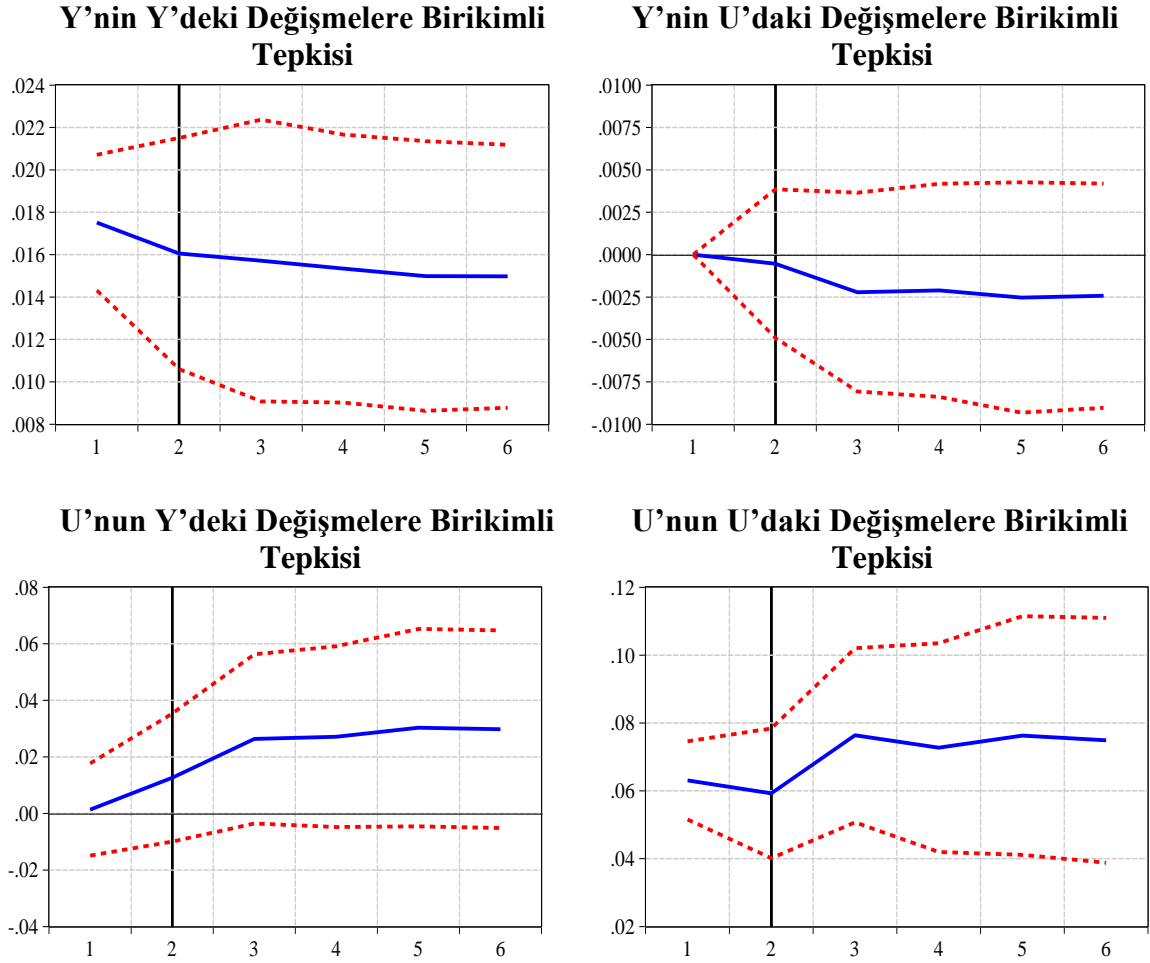 Y’nin Y’deki Değişmelere Birikimli
Tepkisi
.024
.022
.020
.018
.016
.014
.012
.010
.008
1 2 3 4 5 6
Y’nin U’daki Değişmelere Birikimli
Tepkisi
.0100
.0075
.0050
.0025
.0000
-.0025
-.0050
-.0075
-.0100
1 2 3 4 5 6
U’nun Y’deki Değişmelere Birikimli
Tepkisi
.08
.06
.04
.02
.00
-.02
-.04
1 2 3 4 5 6
U’nun U’daki Değişmelere Birikimli
Tepkisi
.12
.10
.08
.06
.04
.02
1 2 3 4 5 6